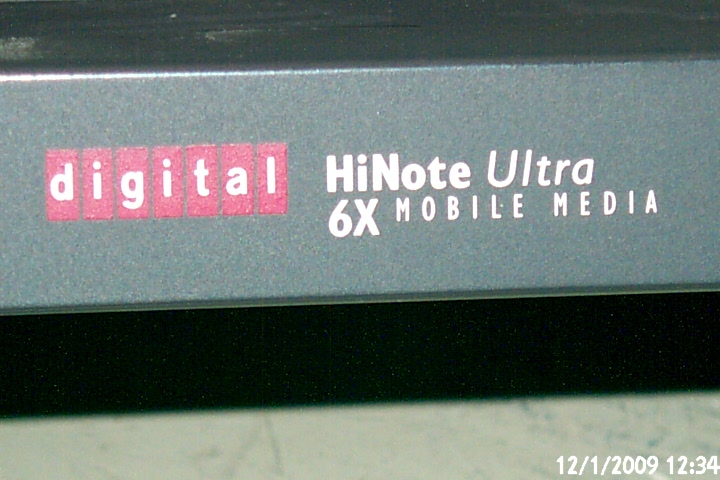 digital
HiNote Ultra
6X MOBILE MEDIA
12/1/2009 12:34